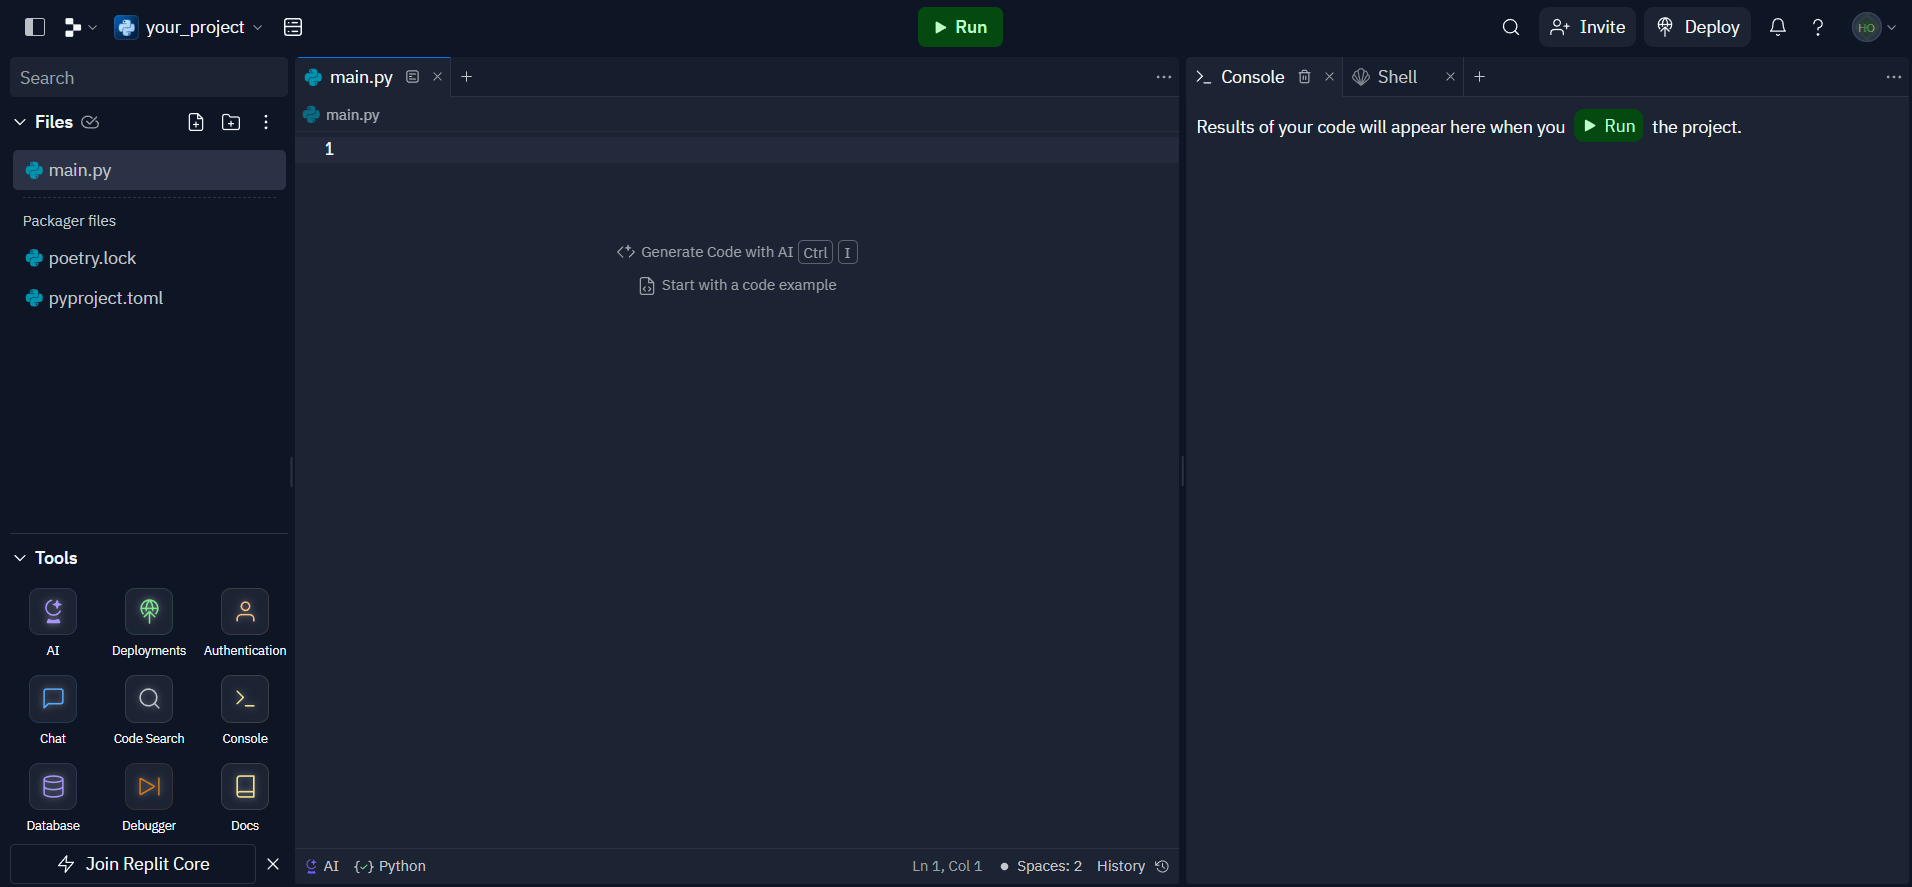 your_project
Run
Invite
Deploy
HO
Search
Files
main.py
Packager files
poetry.lock
pyproject.toml
Tools
AI
Deployments
Authentication
Chat
Code Search
Console
Database
Debugger
Docs
Join Replit Core
main.py
main.py
1
Generate Code with AI Ctrl I
Start with a code example
AI Python Ln 1, Col 1 Spaces: 2 History
Console Shell
Results of your code will appear here when you Run the project.